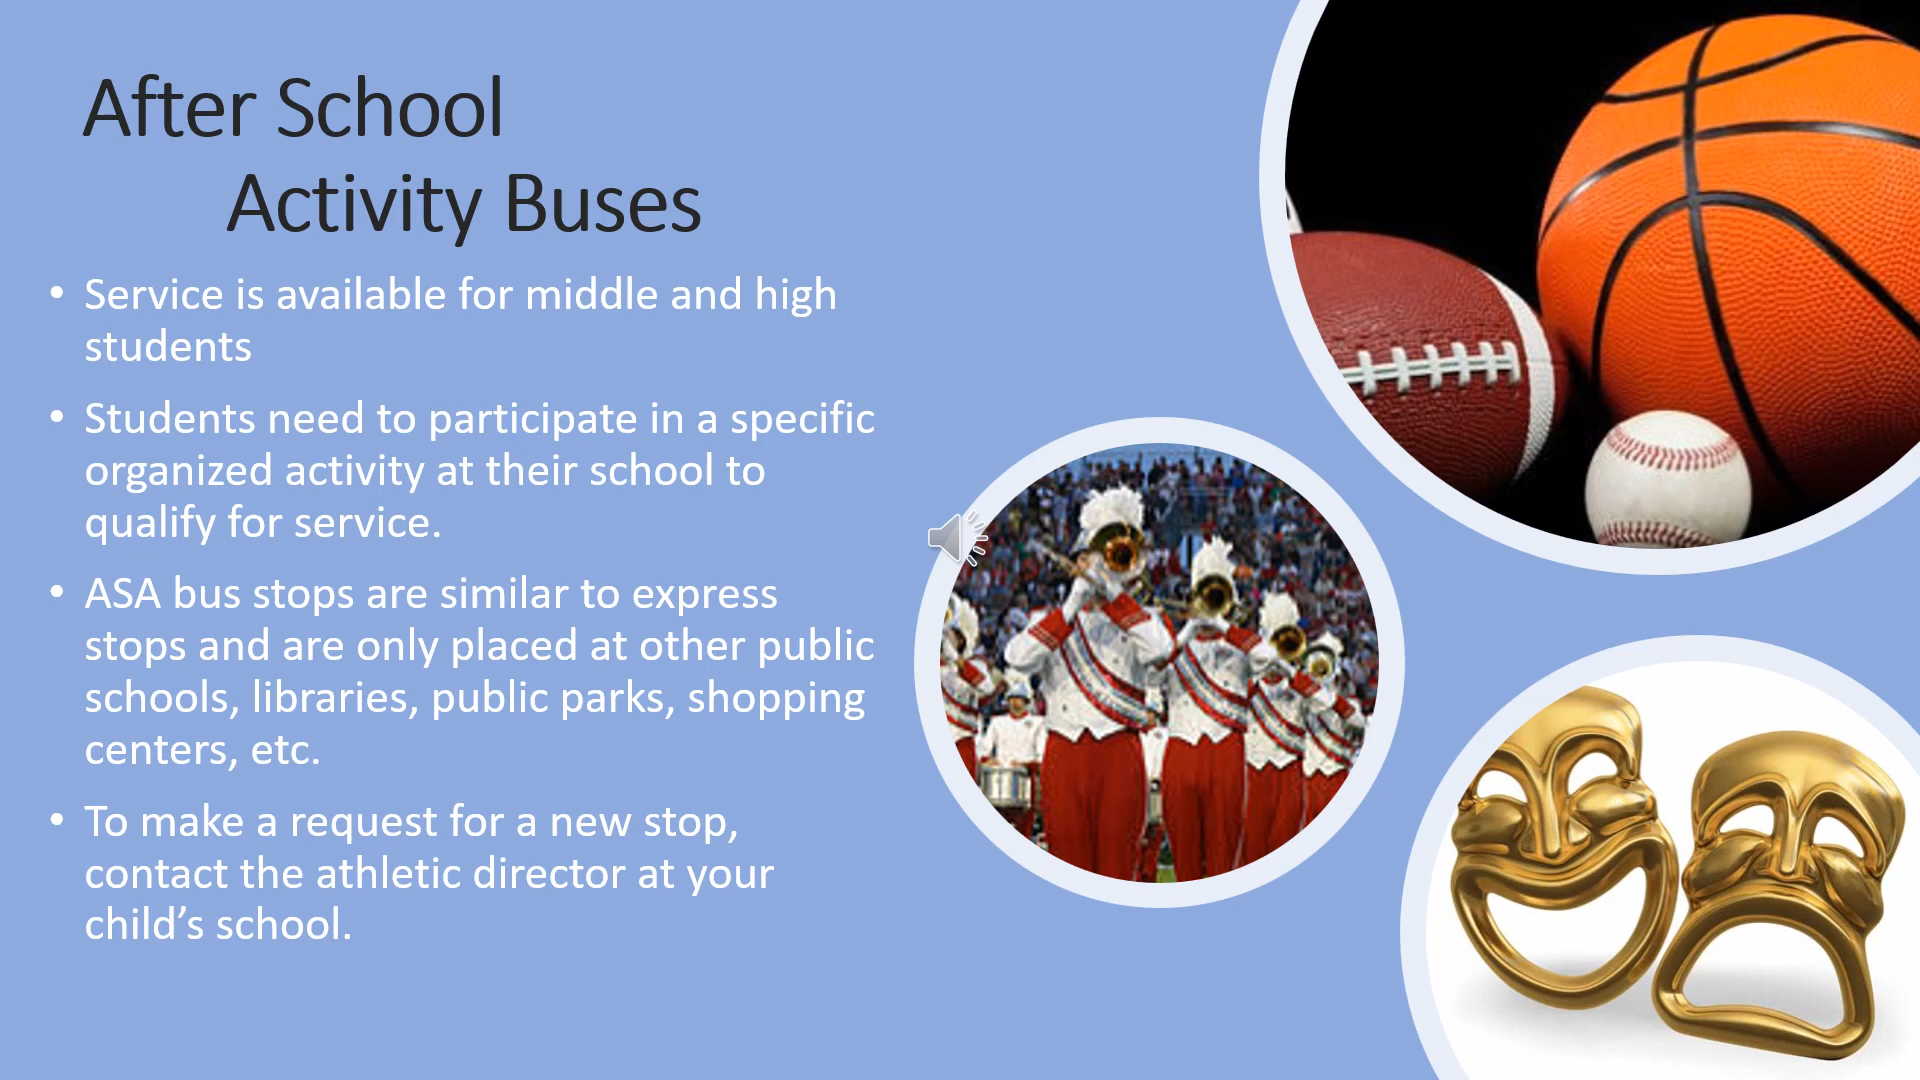 After School
Activity Buses
• Service is available for middle and high
students
• Students need to participate in a specific
organized activity at their school to
qualify for service.
• ASA bus stops are similar to express
stops and are only placed at other public
schools, libraries, public parks, shopping
centers, etc.
• To make a request for a new stop,
contact the athletic director at your
child’s school.